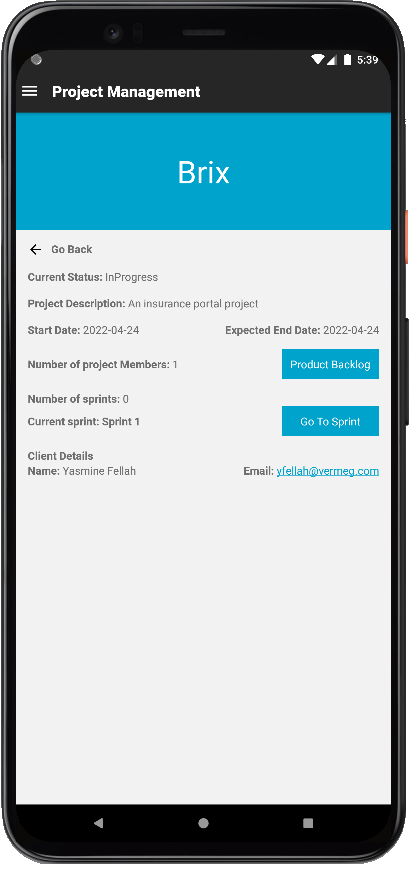 5:39
Project Management
Brix
Go Back
Current Status: InProgress
Project Description: An insurance portal project
Start Date: 2022-04-24 Expected End Date: 2022-04-24
Number of project Members: 1 Product Backlog
Number of sprints: 0
Current sprint: Sprint 1 Go To Sprint
Client Details
Name: Yasmine Fellah Email: yfellah@vermeg.com